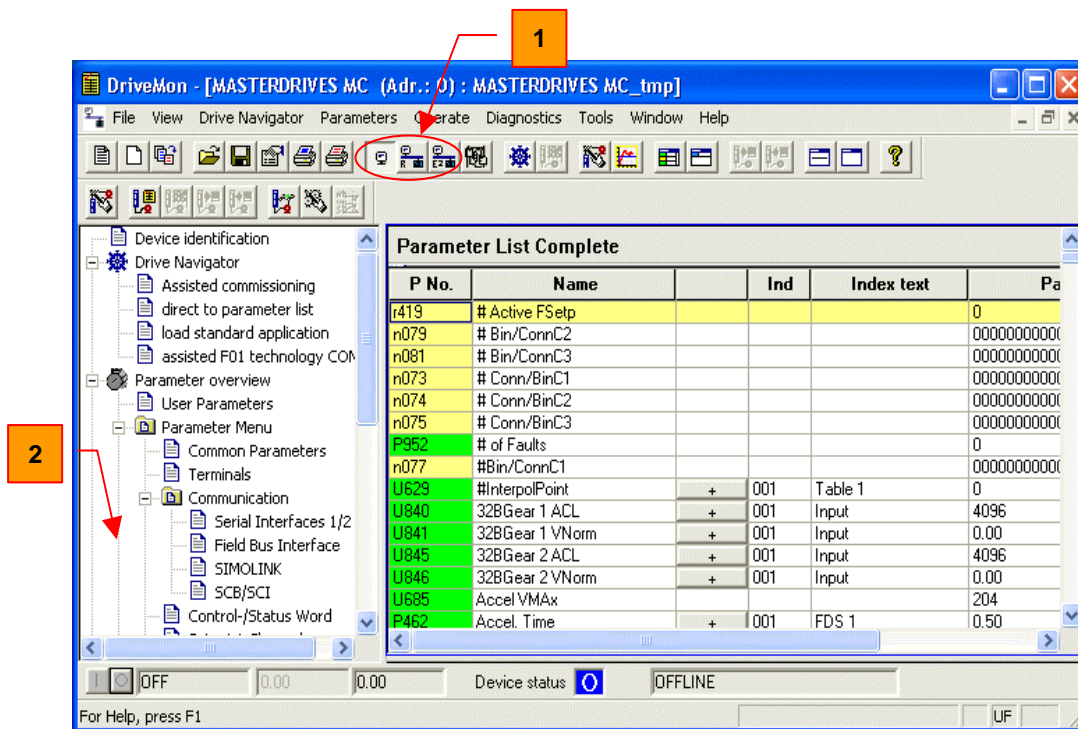 1
DriveMon - [MASTERDRIVES MC (Adr.: 0) : MASTERDRIVES MC_tmp]
File View Drive Navigator Parameters Operate Diagnostics Tools Window Help
Device identification
Drive Navigator
Assisted commissioning
direct to parameter list
load standard application
assisted F01 technology CON
Parameter overview
User Parameters
Parameter Menu
Common Parameters
Terminals
Communication
Serial Interfaces 1/2
Field Bus Interface
SIMOLINK
SCB/SCI
Control-/Status Word
2
Parameter List Complete
P No. Name Ind Index text Pa
r419 # Active FSetp 0
n079 # Bin/ConnC2 00000000000
n081 # Bin/ConnC3 00000000000
n073 # Conn/BinC1 00000000000
n074 # Conn/BinC2 00000000000
n075 # Conn/BinC3 00000000000
P952 # of Faults 0
n077 #Bin/ConnC1 00000000000
U629 #InterpolPoint + 001 Table 1 0
U840 32BGear 1 ACL + 001 Input 4096
U841 32BGear 1 VNorm + 001 Input 0.00
U845 32BGear 2 ACL + 001 Input 4096
U846 32BGear 2 VNorm + 001 Input 0.00
U685 Accel VMAx 204
P462 Accel. Time + 001 FDS 1 0.50
OFF 0.00 0.00 Device status OFFLINE
For Help, press F1 UF